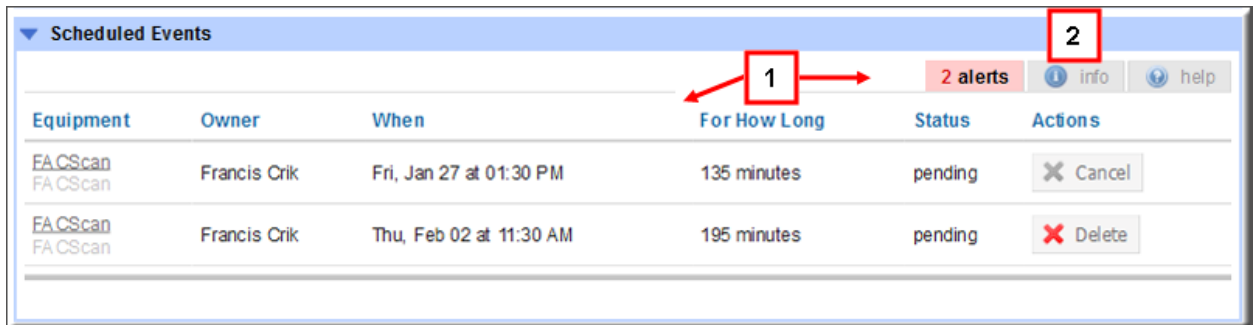 Scheduled Events
2
1
2 alerts info help
Equipment Owner When For How Long Status Actions
FACScan Francis Crik Fri, Jan 27 at 01:30 PM 135 minutes pending Cancel
FACScan
FACScan Francis Crik Thu, Feb 02 at 11:30 AM 195 minutes pending Delete
FACScan